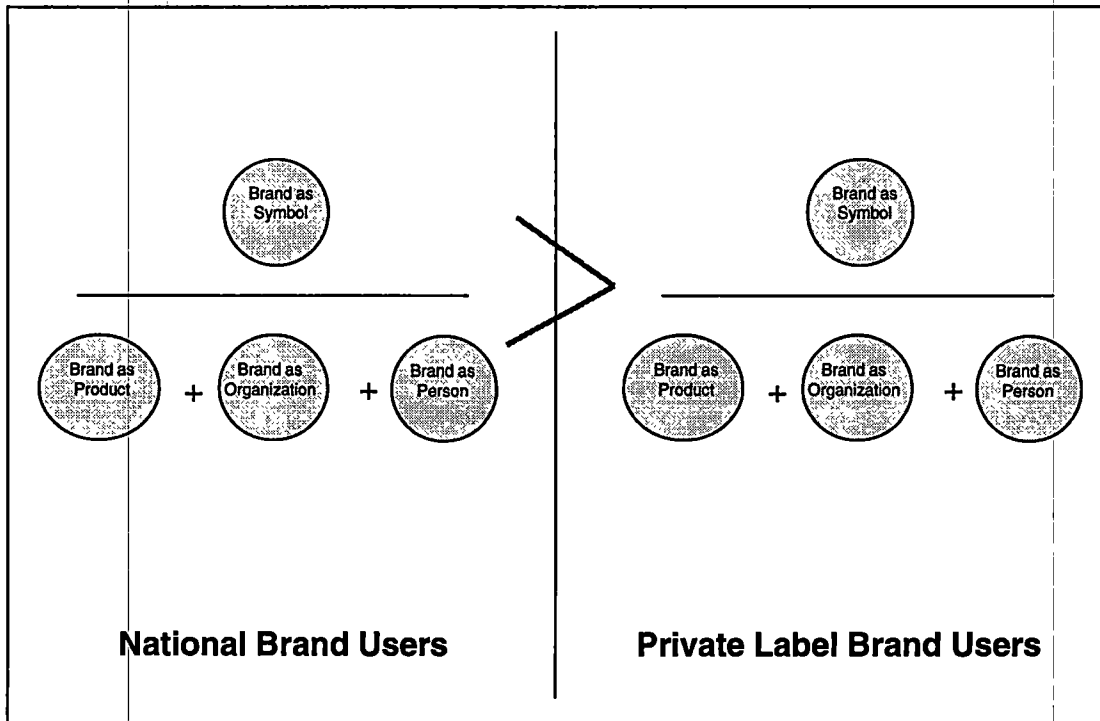 Brand as
Symbol
Brand as
Product
+
Brand as
Organization
+
Brand as
Person
National Brand Users
Brand as
Symbol
Brand as
Product
+
Brand as
Organization
+
Brand as
Person
Private Label Brand Users